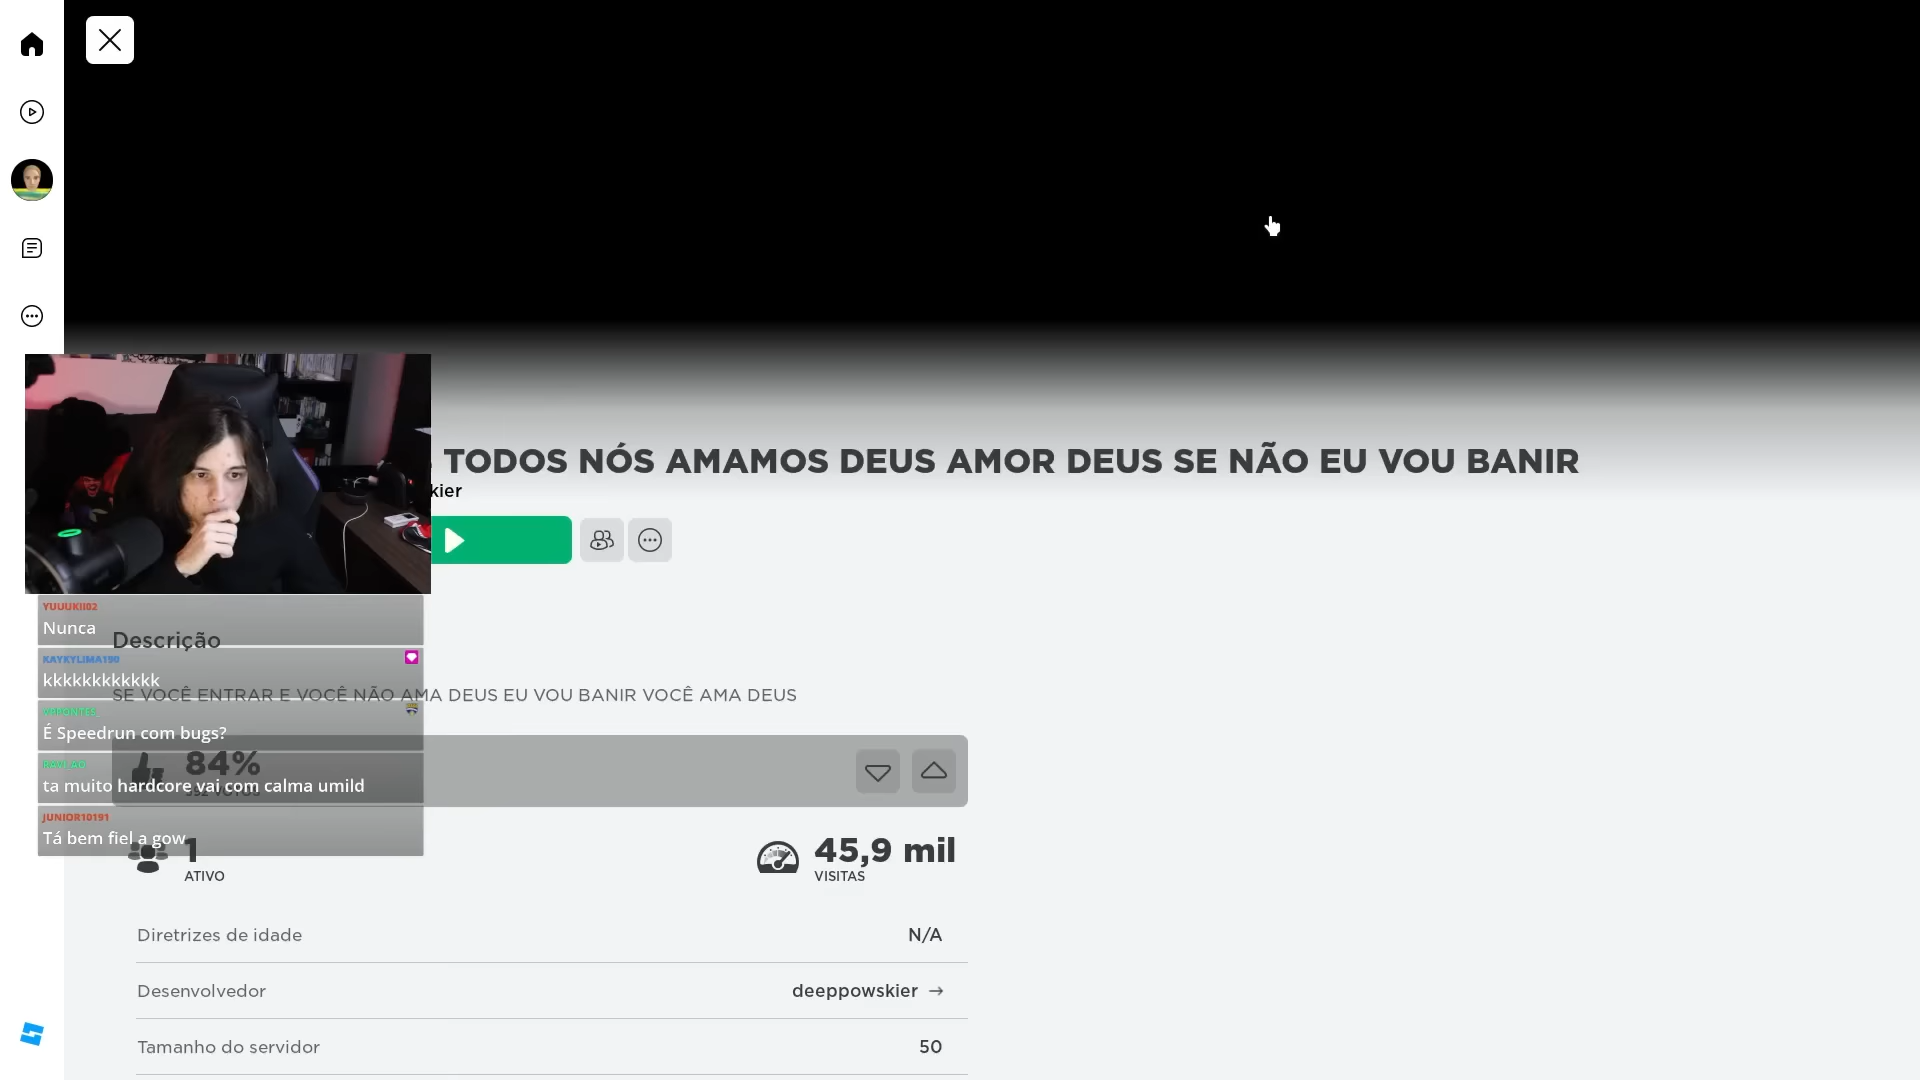 TODOS NÓS AMAMOS DEUS AMOR DEUS SE NÃO EU VOU BANIR
kier
YUUUKII02
Nunca
Descrição
KAYKYLIMA190
kkkkkkkkkkkk
SE VOCÊ ENTRAR E VOCÊ NÃO AMA DEUS EU VOU BANIR VOCÊ AMA DEUS
É Speedrun com bugs?
84%
ta muito hardcore vai com calma umild
JUNIOR10191
Tá bem fiel a gow
1
ATIVO
45,9 mil
VISITAS
Diretrizes de idade
N/A
Desenvolvedor
deeppowskier →
Tamanho do servidor
50